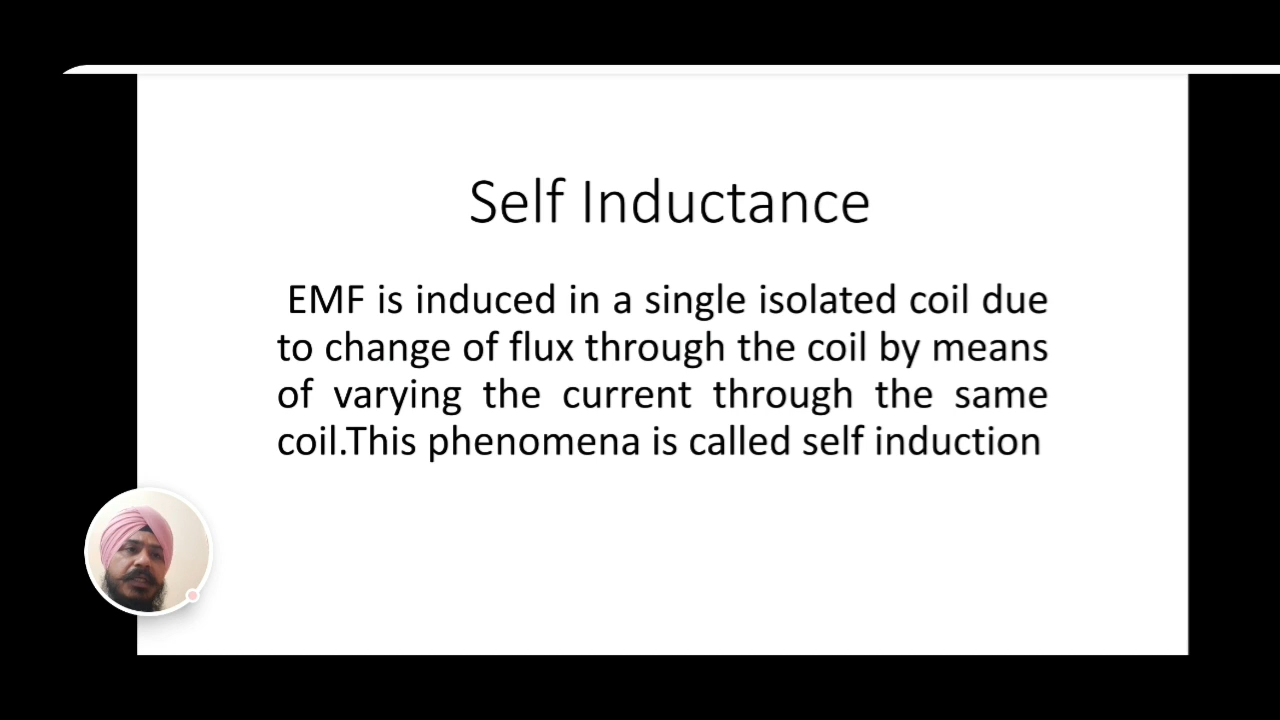 Self Inductance
EMF is induced in a single isolated coil due
to change of flux through the coil by means
of varying the current through the same
coil.This phenomena is called self induction